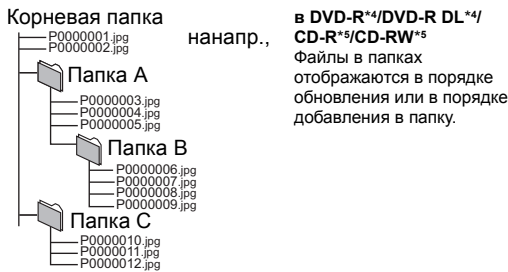 Корневая папка
P0000001.jpg
P0000002.jpg
Папка A
P0000003.jpg
P0000004.jpg
P0000005.jpg
Папка B
P0000006.jpg
P0000007.jpg
P0000008.jpg
P0000009.jpg
Папка C
P0000010.jpg
P0000011.jpg
P0000012.jpg
нанапр.,
в DVD-R*4/DVD-R DL*4/
CD-R*5/CD-RW*5
Файлы в папках
отображаются в порядке
обновления или в порядке
добавления в папку.